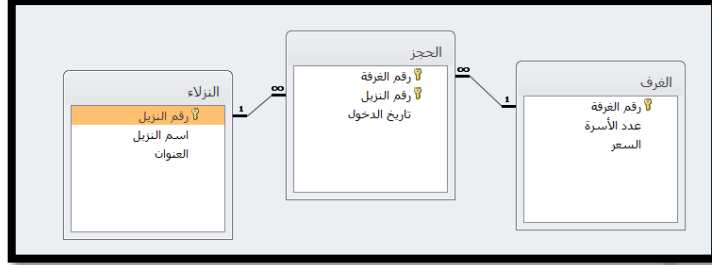 الغرف
رقم الغرفة
عدد الأسرة
السعر
1
∞
الحجز
رقم الغرفة
رقم النزيل
تاريخ الدخول
∞
1
النزلاء
رقم النزيل
اسم النزيل
العنوان